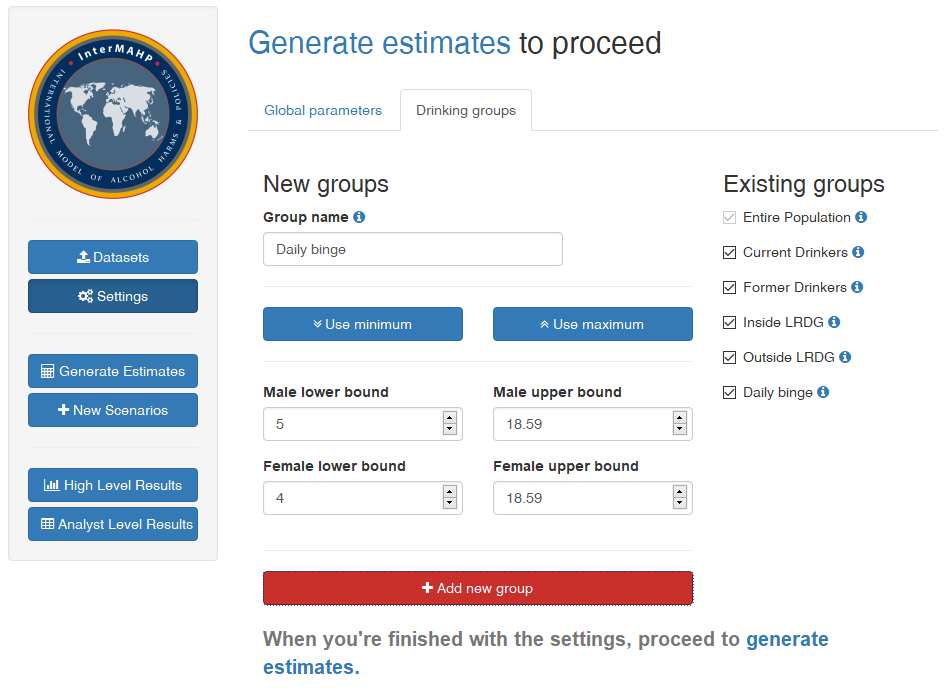 InterMAHP
INTERNATIONAL MODEL OF ALCOHOL HARMS & POLICIES
Datasets
Settings
Generate Estimates
New Scenarios
High Level Results
Analyst Level Results
Generate estimates to proceed
Global parameters
Drinking groups
New groups
Group name
Daily binge
Use minimum
Use maximum
Male lower bound
Male upper bound
5
18.59
Female lower bound
Female upper bound
4
18.59
Add new group
When you're finished with the settings, proceed to generate
estimates.
Existing groups
Entire Population
Current Drinkers
Former Drinkers
Inside LRDG
Outside LRDG
Daily binge